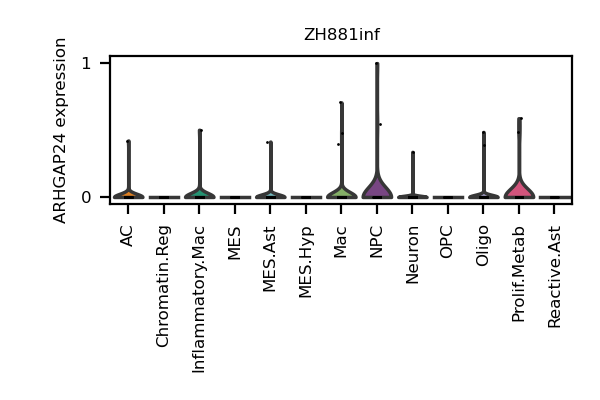 ZH881inf
ARHGAP24 expression
1
0
AC
Chromatin.Reg
Inflammatory.Mac
MES
MES.Ast
MES.Hyp
Mac
NPC
Neuron
OPC
Oligo
Prolif.Metab
Reactive.Ast